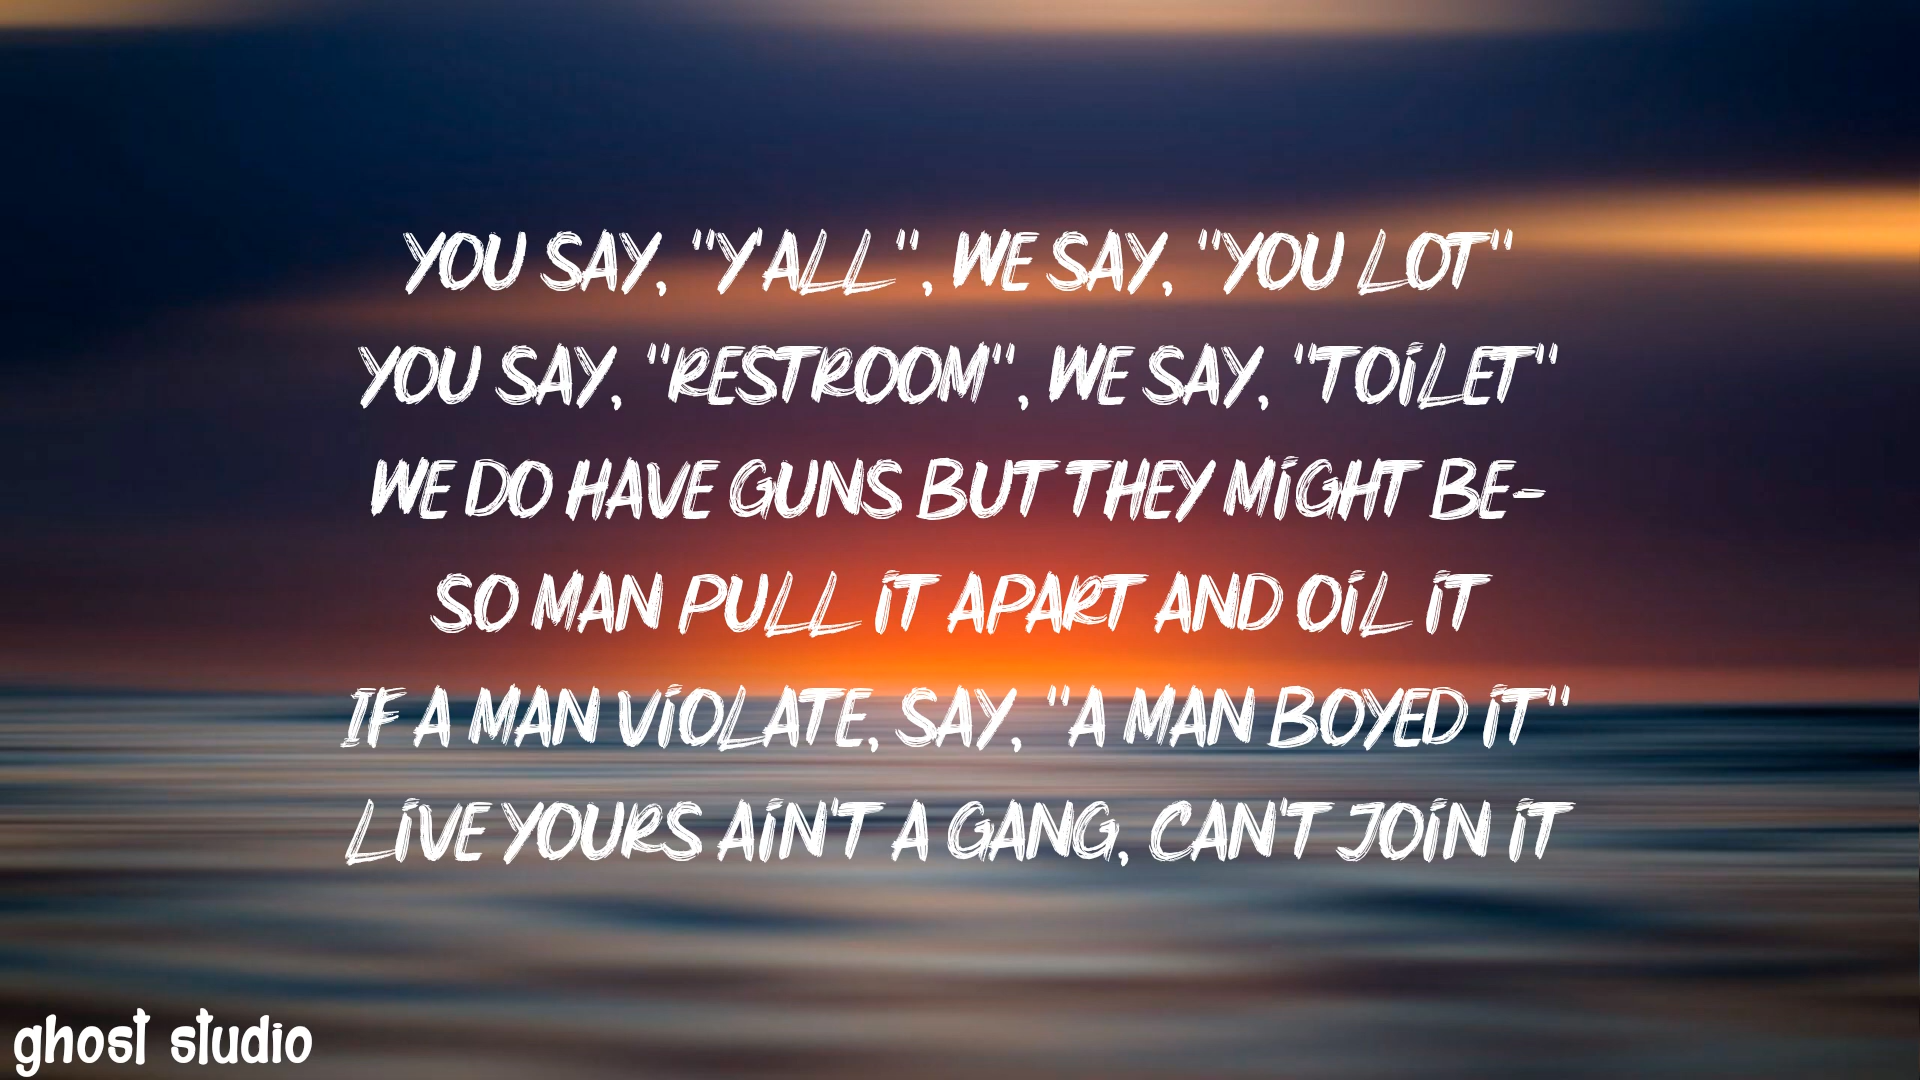 YOU SAY, "Y'ALL", WE SAY, "YOU LOT"
YOU SAY, "RESTROOM", WE SAY, "TOILET"
WE DO HAVE GUNS BUT THEY MIGHT BE-
SO MAN PULL IT APART AND OIL IT
IF A MAN VIOLATE, SAY, "A MAN BOYED IT"
LIVE YOURS AIN'T A GANG, CAN'T JOIN IT
ghost studio